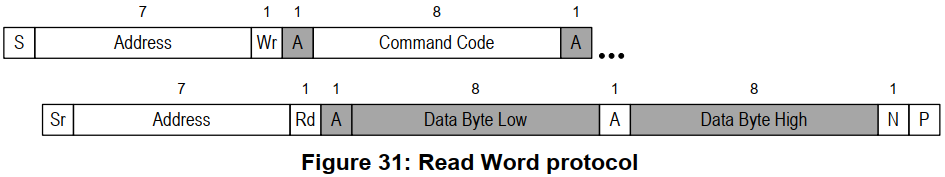 7 1 1 8 1
S Address Wr A Command Code A ...
7 1 1 8 1 8 1
Sr Address Rd A Data Byte Low A Data Byte High N P
Figure 31: Read Word protocol